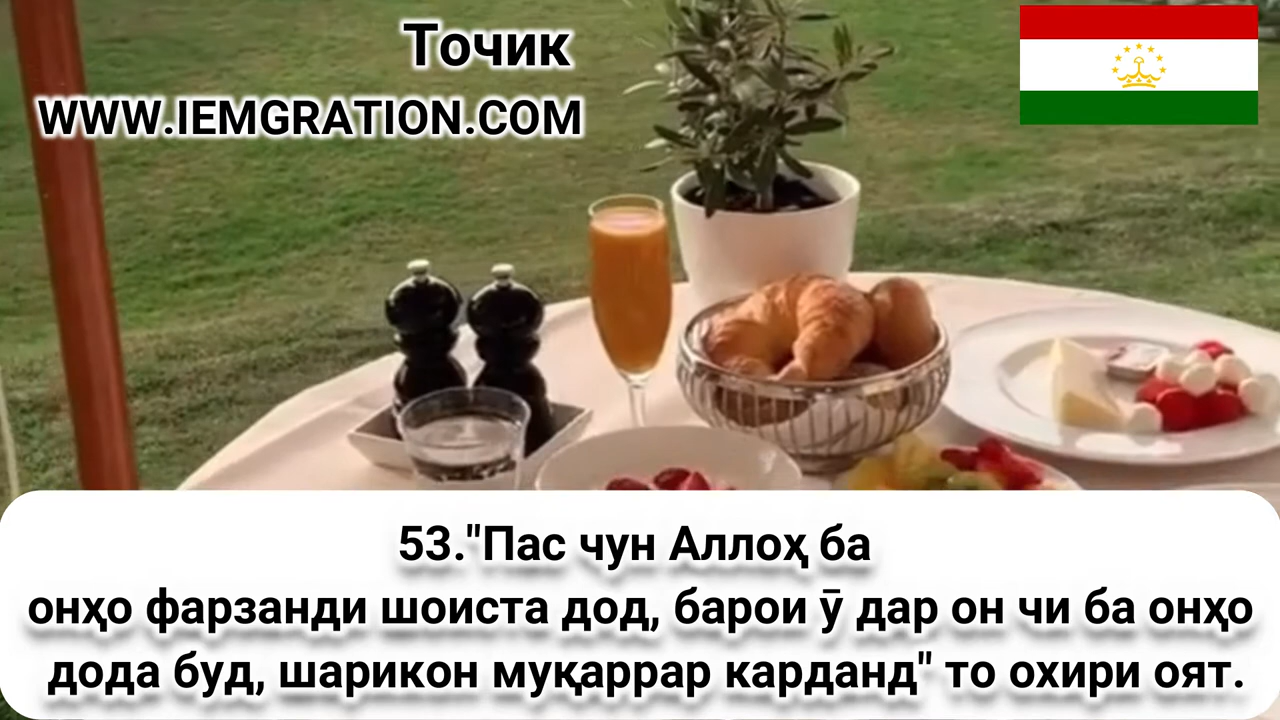 Точик
WWW.IEMGRATION.COM
53."Пас чун Аллоҳ ба
онҳо фарзанди шоиста дод, барои ӯ дар он чи ба онҳо
дода буд, шарикон муқаррар карданд" то охири оят.